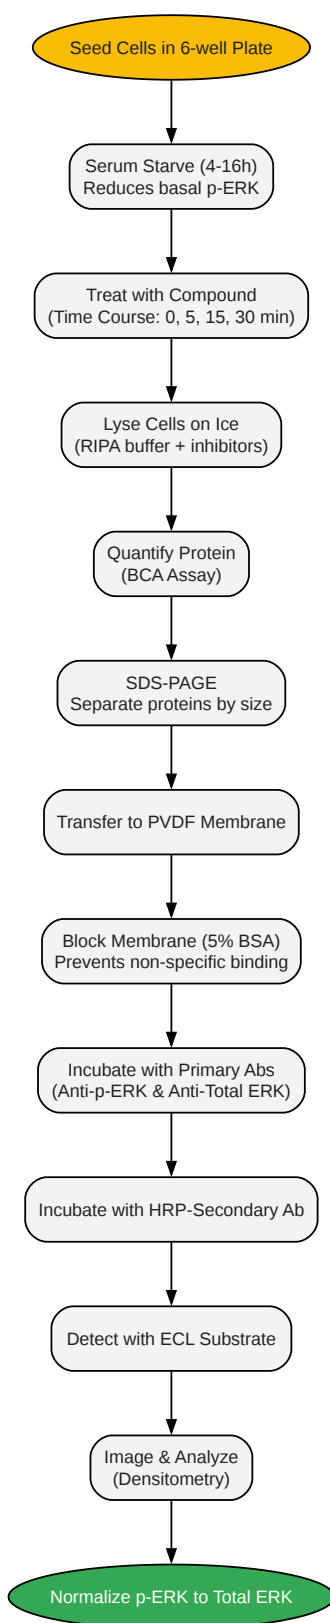 Seed Cells in 6-well Plate
Serum Starve (4-16h)
Reduces basal p-ERK
Treat with Compound
(Time Course: 0, 5, 15, 30 min)
Lyse Cells on Ice
(RIPA buffer + inhibitors)
Quantify Protein
(BCA Assay)
SDS-PAGE
Separate proteins by size
Transfer to PVDF Membrane
Block Membrane (5% BSA)
Prevents non-specific binding
Incubate with Primary Abs
(Anti-p-ERK & Anti-Total ERK)
Incubate with HRP-Secondary Ab
Detect with ECL Substrate
Image & Analyze
(Densitometry)
Normalize p-ERK to Total ERK